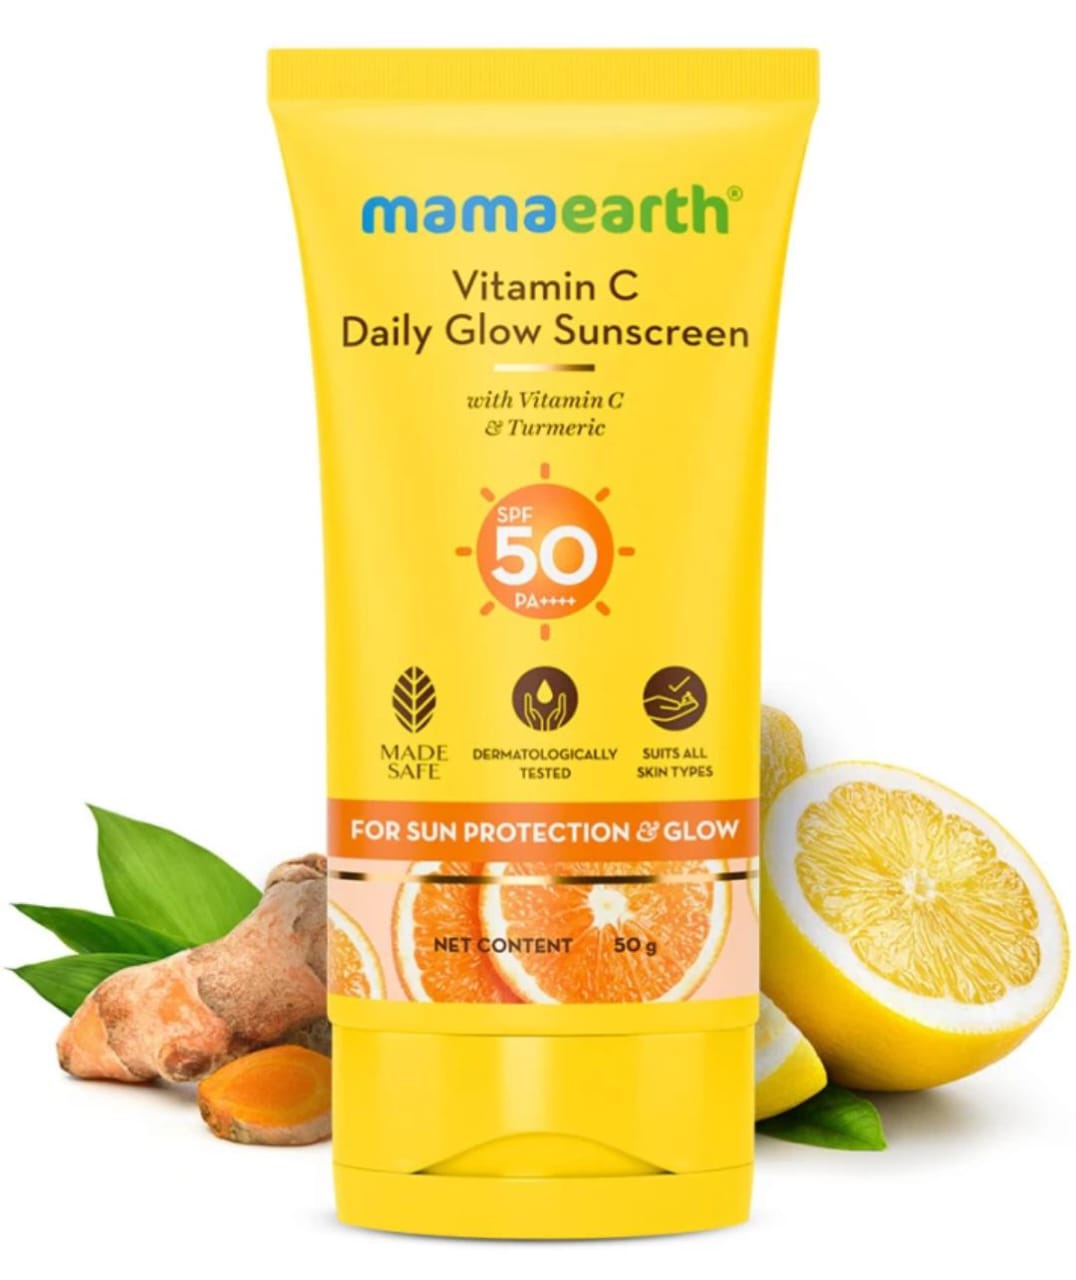 mamaearth®
Vitamin C
Daily Glow Sunscreen
with Vitamin C
& Turmeric
SPF
50
PA++++
MADE
SAFE
DERMATOLOGICALLY
TESTED
SUITS ALL
SKIN TYPES
FOR SUN PROTECTION & GLOW
NET CONTENT 50 g